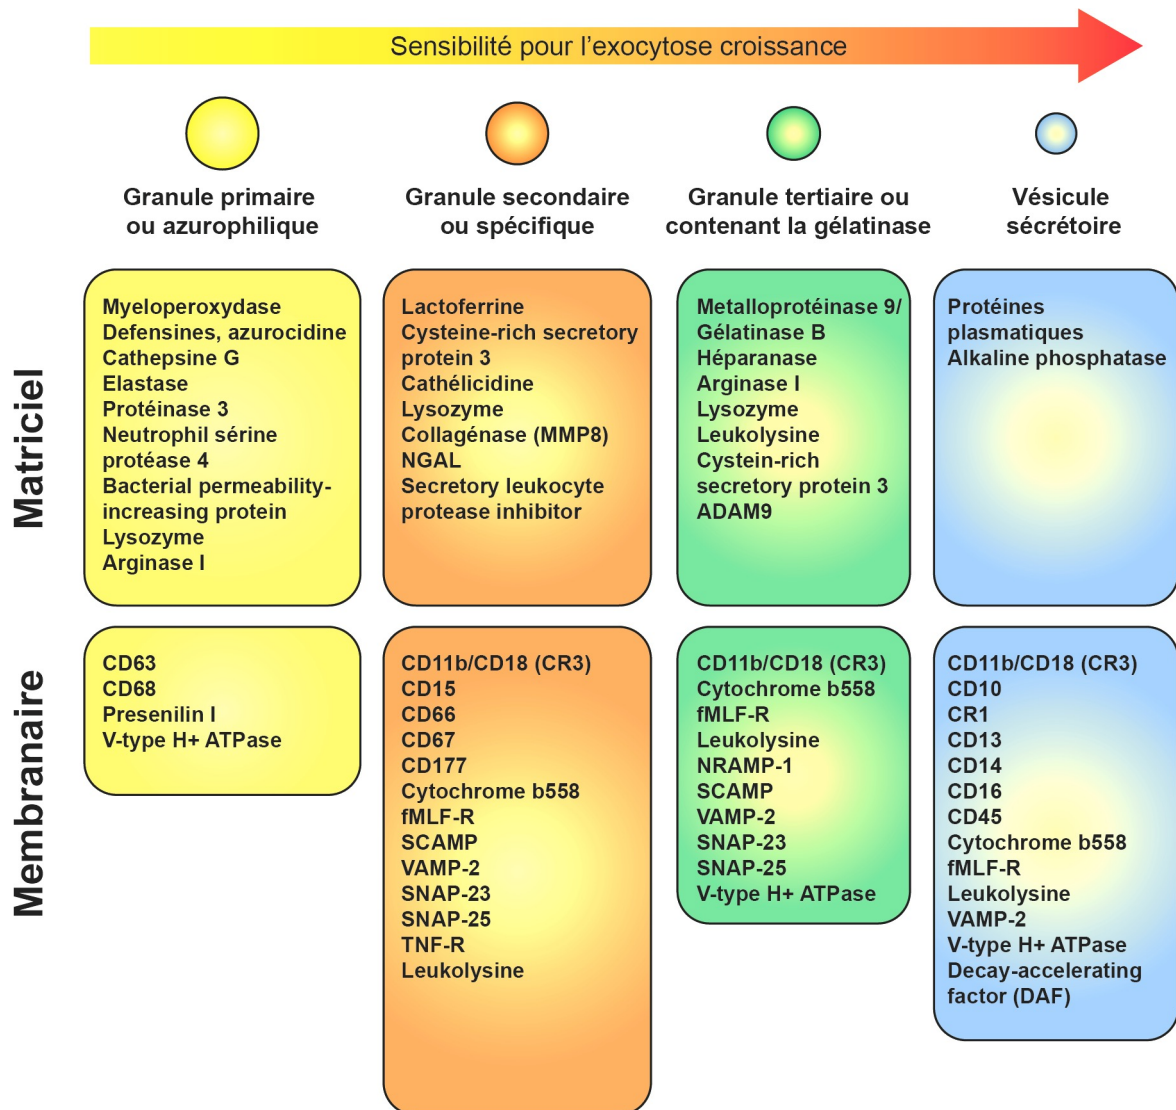 Sensibilité pour l'exocytose croissance
Granule primaire
ou azurophilique
Granule secondaire
ou spécifique
Granule tertiaire ou
contenant la gélatinase
Vésicule
sécrétoire
Matriciel
Myeloperoxydase
Defensines, azurocidine
Cathepsine G
Elastase
Protéinase 3
Neutrophil sérine
protéase 4
Bacterial permeability-
increasing protein
Lysozyme
Arginase I
Lactoferrine
Cysteine-rich secretory
protein 3
Cathélicidine
Lysozyme
Collagénase (MMP8)
NGAL
Secretory leukocyte
protease inhibitor
Metalloprotéinase 9/
Gélatinase B
Héparanase
Arginase I
Lysozyme
Leukolysine
Cystein-rich
secretory protein 3
ADAM9
Protéines
plasmatiques
Alkaline phosphatase
Membranaire
CD63
CD68
Presenilin I
V-type H+ ATPase
CD11b/CD18 (CR3)
CD15
CD66
CD67
CD177
Cytochrome b558
fMLF-R
SCAMP
VAMP-2
SNAP-23
SNAP-25
TNF-R
Leukolysine
CD11b/CD18 (CR3)
Cytochrome b558
fMLF-R
Leukolysine
NRAMP-1
SCAMP
VAMP-2
SNAP-23
SNAP-25
V-type H+ ATPase
CD11b/CD18 (CR3)
CD10
CR1
CD13
CD14
CD16
CD45
Cytochrome b558
fMLF-R
Leukolysine
VAMP-2
V-type H+ ATPase
Decay-accelerating
factor (DAF)